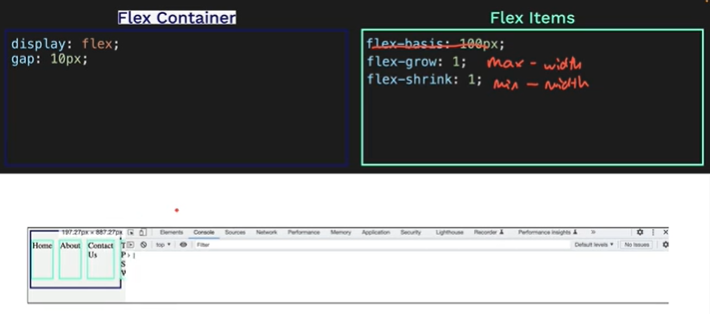 Flex Container
Flex Items
display: flex;
gap: 10px;
flex-basis: 100px;
flex-grow: 1; max - width
flex-shrink: 1; min - width
197.27px × 887.27px
Elements Console Sources Network Performance Memory Application Security Lighthouse Recorder Performance insights »
top Filter Default levels No Issues
Home About Contact
Us
T
P
S
V